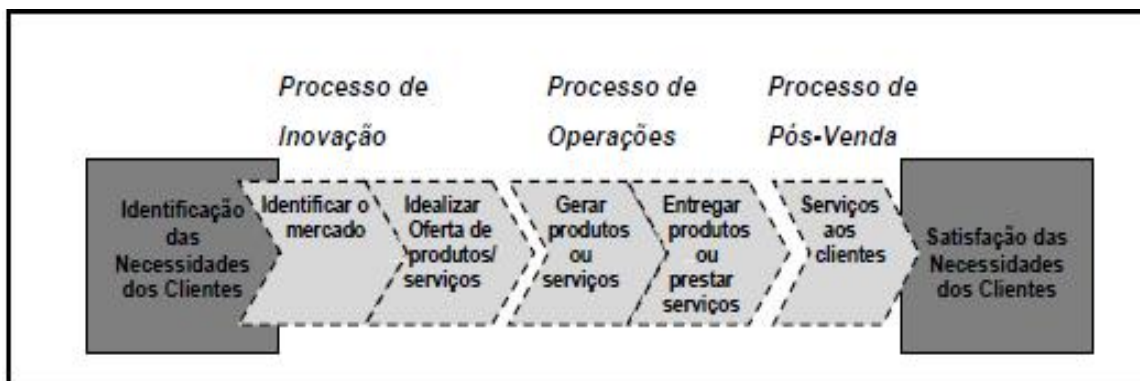 Processo de
Inovação
Processo de
Operações
Processo de
Pós-Venda
Identificação
das
Necessidades
dos Clientes
Identificar o
mercado
Idealizar
Oferta de
produtos/
serviços
Gerar
produtos
ou
serviços
Entregar
produtos
ou
prestar
serviços
Serviços
aos
clientes
Satisfação das
Necessidades
dos Clientes